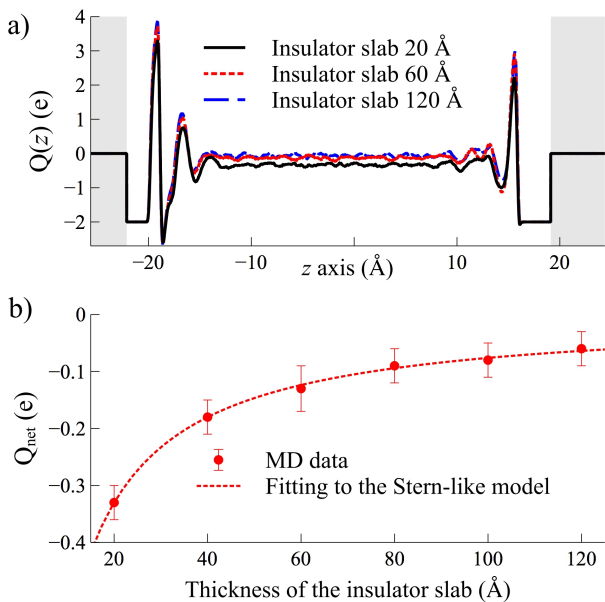 a)
Q(z) (e)
4
3
2
1
0
−1
−2
Insulator slab 20 Å
Insulator slab 60 Å
Insulator slab 120 Å
−20
−10
0
10
20
z axis (Å)
b)
Q_net (e)
0
-0.1
-0.2
-0.3
-0.4
MD data
Fitting to the Stern-like model
20
40
60
80
100
120
Thickness of the insulator slab (Å)